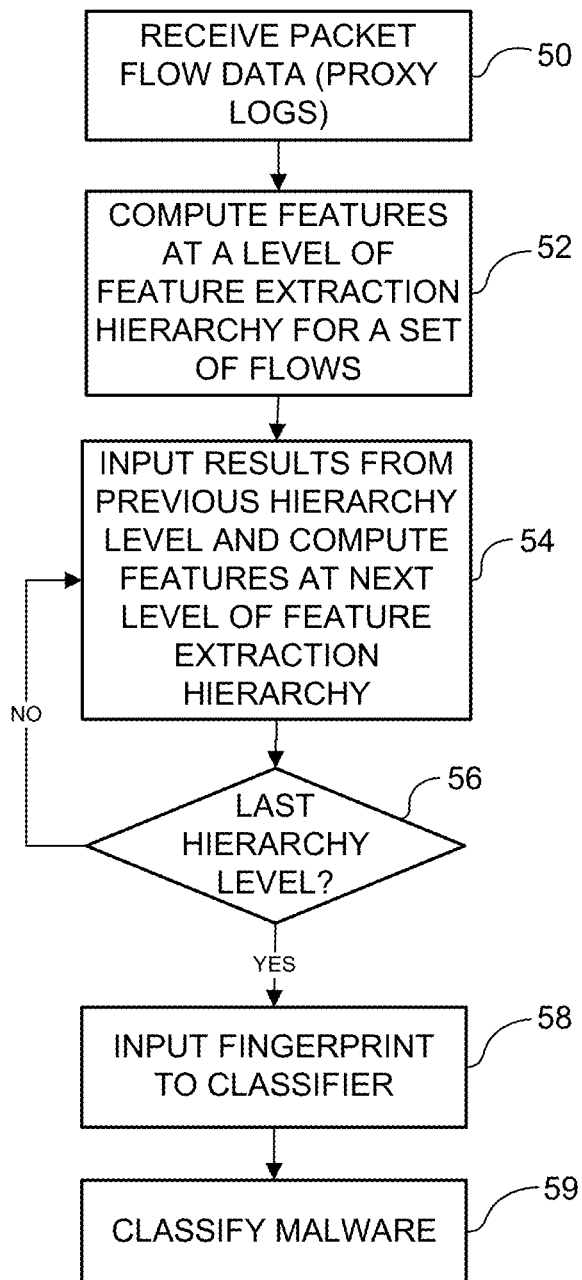 RECEIVE PACKET
FLOW DATA (PROXY
LOGS)
50
COMPUTE FEATURES
AT A LEVEL OF
FEATURE EXTRACTION
HIERARCHY FOR A SET
OF FLOWS
52
INPUT RESULTS FROM
PREVIOUS HIERARCHY
LEVEL AND COMPUTE
FEATURES AT NEXT
LEVEL OF FEATURE
EXTRACTION
HIERARCHY
54
NO
LAST
HIERARCHY
LEVEL?
56
YES
INPUT FINGERPRINT
TO CLASSIFIER
58
CLASSIFY MALWARE
59